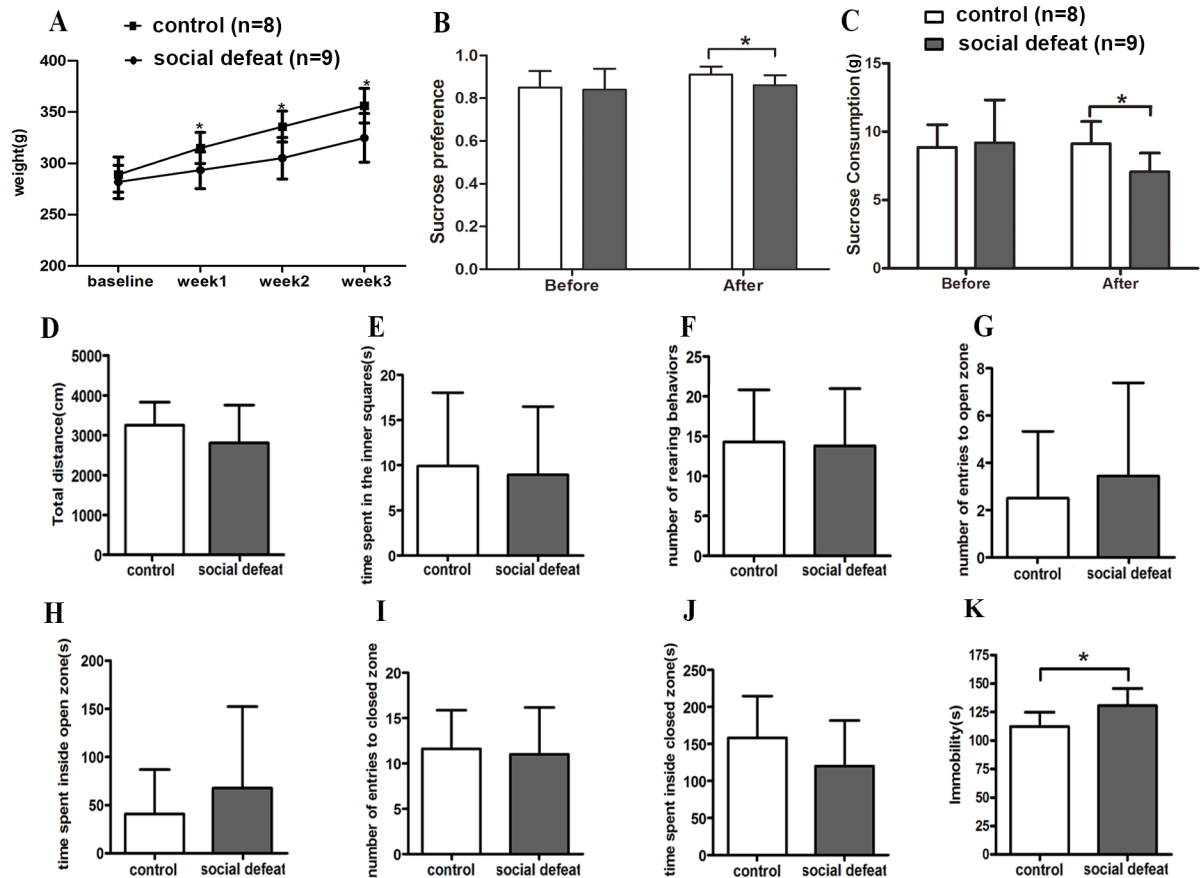 A
control (n=8)
social defeat (n=9)
weight(g)
400
350
300
250
200
baseline week1 week2 week3
* * *
B
Sucrose preference
1.0
0.8
0.6
0.4
0.2
0.0
Before After
*
C
control (n=8)
social defeat (n=9)
Sucrose Consumption(g)
15
10
5
0
Before After
*
D
Total distance(cm)
5000
4000
3000
2000
1000
0
control social defeat
E
time spent in the inner squares(s)
20
15
10
5
0
control social defeat
F
number of rearing behaviors
25
20
15
10
5
0
control social defeat
G
number of entries to open zone
8
6
4
2
0
control social defeat
H
time spent inside open zone(s)
200
150
100
50
0
control social defeat
I
number of entries to closed zone
20
15
10
5
0
control social defeat
J
time spent inside closed zone(s)
250
200
150
100
50
0
control social defeat
K
Immobility(s)
175
150
125
100
75
50
25
0
control social defeat
*